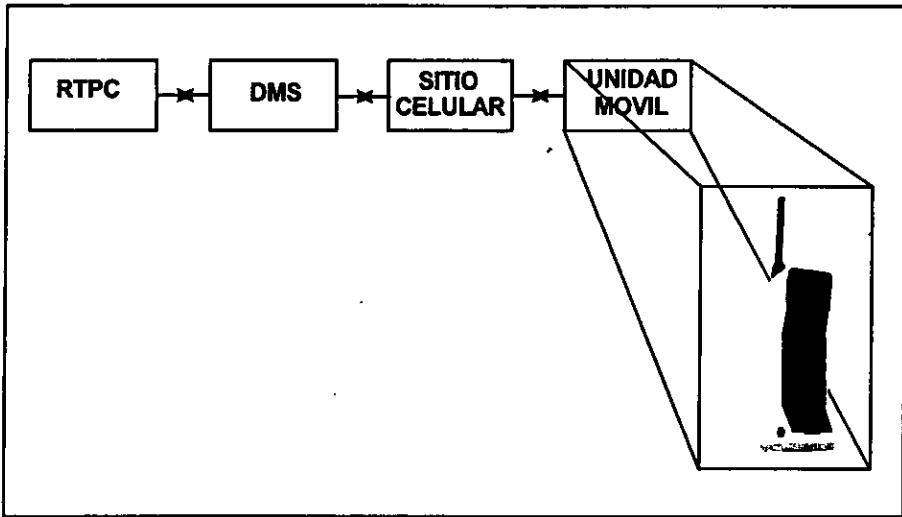 RTPC
DMS
SITIO
CELULAR
UNIDAD
MOVIL